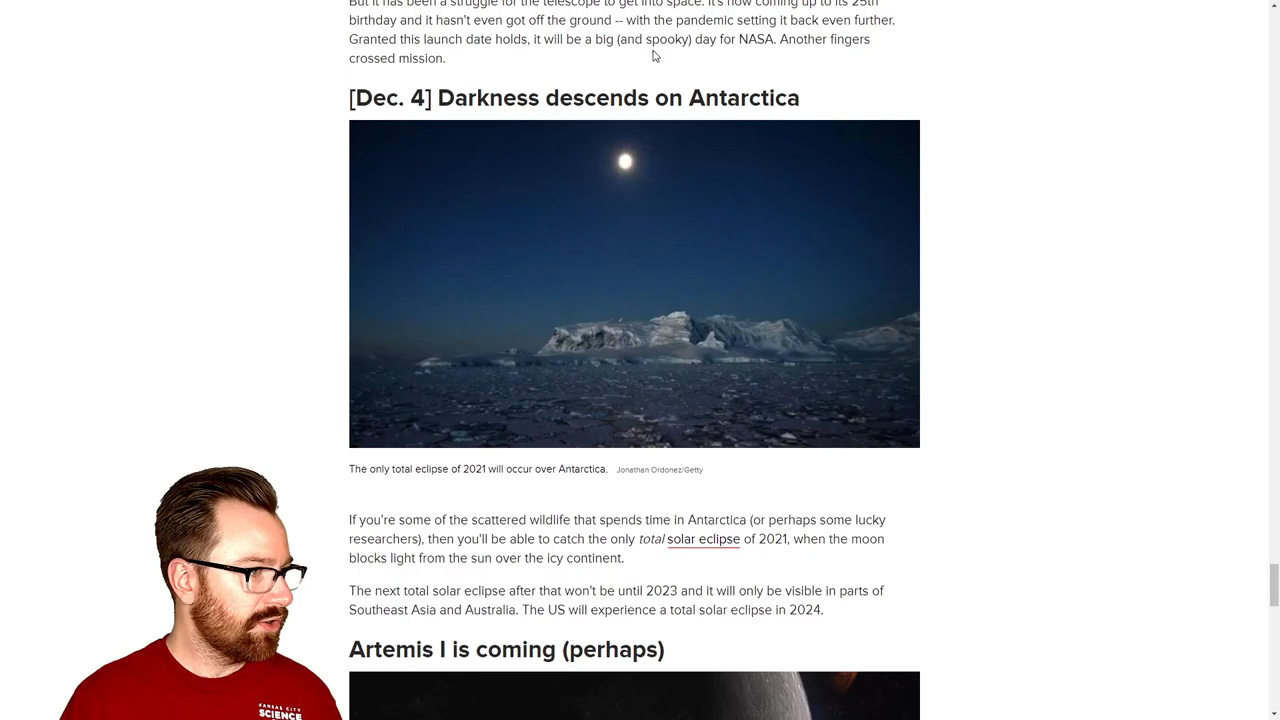 But it has been a struggle for the telescope to get into space. It's now coming up to its 25th
birthday and it hasn't even got off the ground -- with the pandemic setting it back even further.
Granted this launch date holds, it will be a big (and spooky) day for NASA. Another fingers
crossed mission.
[Dec. 4] Darkness descends on Antarctica
The only total eclipse of 2021 will occur over Antarctica. Jonathan Ordonez/Getty
If you're some of the scattered wildlife that spends time in Antarctica (or perhaps some lucky
researchers), then you'll be able to catch the only total solar eclipse of 2021, when the moon
blocks light from the sun over the icy continent.
The next total solar eclipse after that won't be until 2023 and it will only be visible in parts of
Southeast Asia and Australia. The US will experience a total solar eclipse in 2024.
Artemis I is coming (perhaps)
KANSAS CITY
SCIENCE